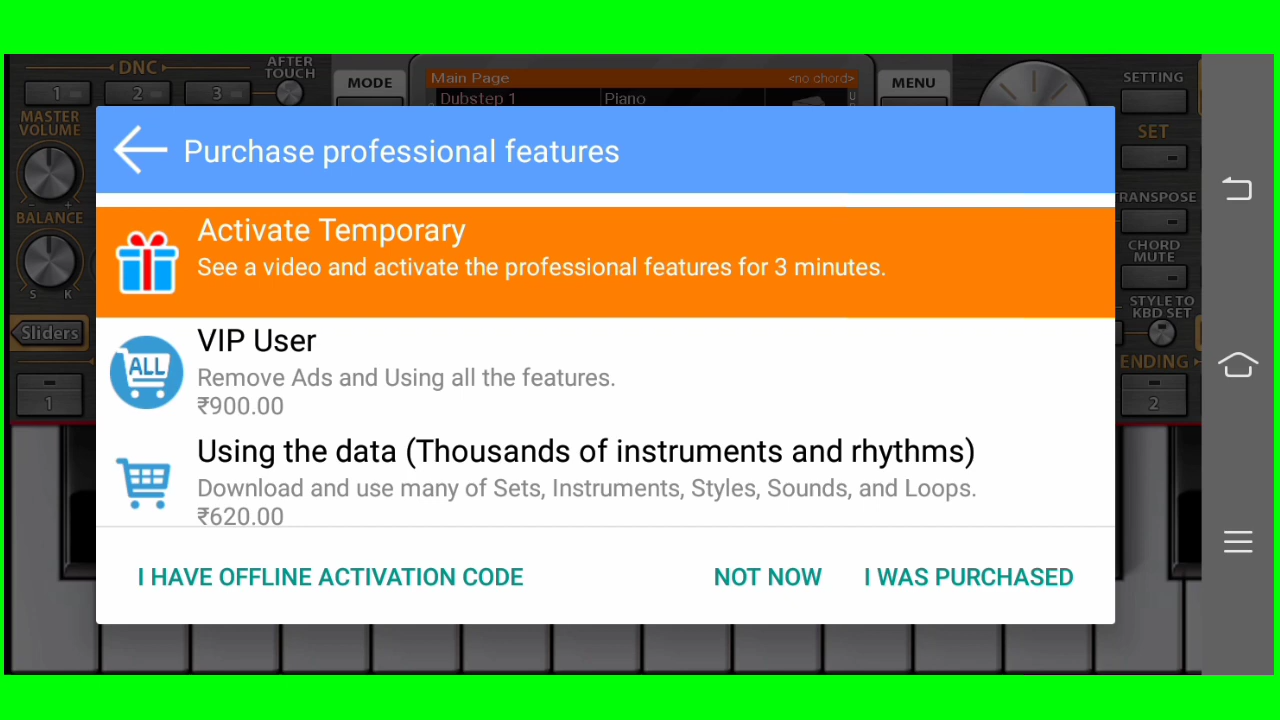 DNC
AFTER
TOUCH
1
2
3
MODE
Main Page
<no chord>
MENU
SETTING
Dubstep 1
Piano
MASTER
VOLUME
SET
Purchase professional features
BALANCE
RANSPOSE
Activate Temporary
See a video and activate the professional features for 3 minutes.
CHORD
MUTE
S K
STYLE TO
KBD SET
Sliders
VIP User
ALL
Remove Ads and Using all the features.
₹900.00
ENDING
1
2
Using the data (Thousands of instruments and rhythms)
Download and use many of Sets, Instruments, Styles, Sounds, and Loops.
₹620.00
I HAVE OFFLINE ACTIVATION CODE
NOT NOW
I WAS PURCHASED